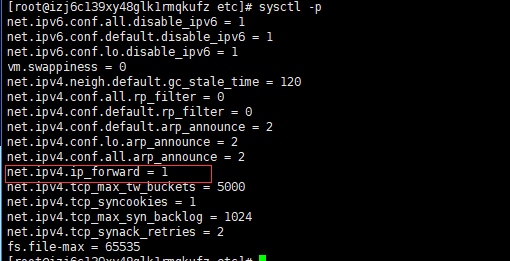 [root@izj6c139xy48glk1rmqkufz etc]# sysctl -p
net.ipv6.conf.all.disable_ipv6 = 1
net.ipv6.conf.default.disable_ipv6 = 1
net.ipv6.conf.lo.disable_ipv6 = 1
vm.swappiness = 0
net.ipv4.neigh.default.gc_stale_time = 120
net.ipv4.conf.all.rp_filter = 0
net.ipv4.conf.default.rp_filter = 0
net.ipv4.conf.default.arp_announce = 2
net.ipv4.conf.lo.arp_announce = 2
net.ipv4.conf.all.arp_announce = 2
net.ipv4.ip_forward = 1
net.ipv4.tcp_max_tw_buckets = 5000
net.ipv4.tcp_syncookies = 1
net.ipv4.tcp_max_syn_backlog = 1024
net.ipv4.tcp_synack_retries = 2
fs.file-max = 65535
[root@izj6c139xy48glk1rmqkufz etc]#